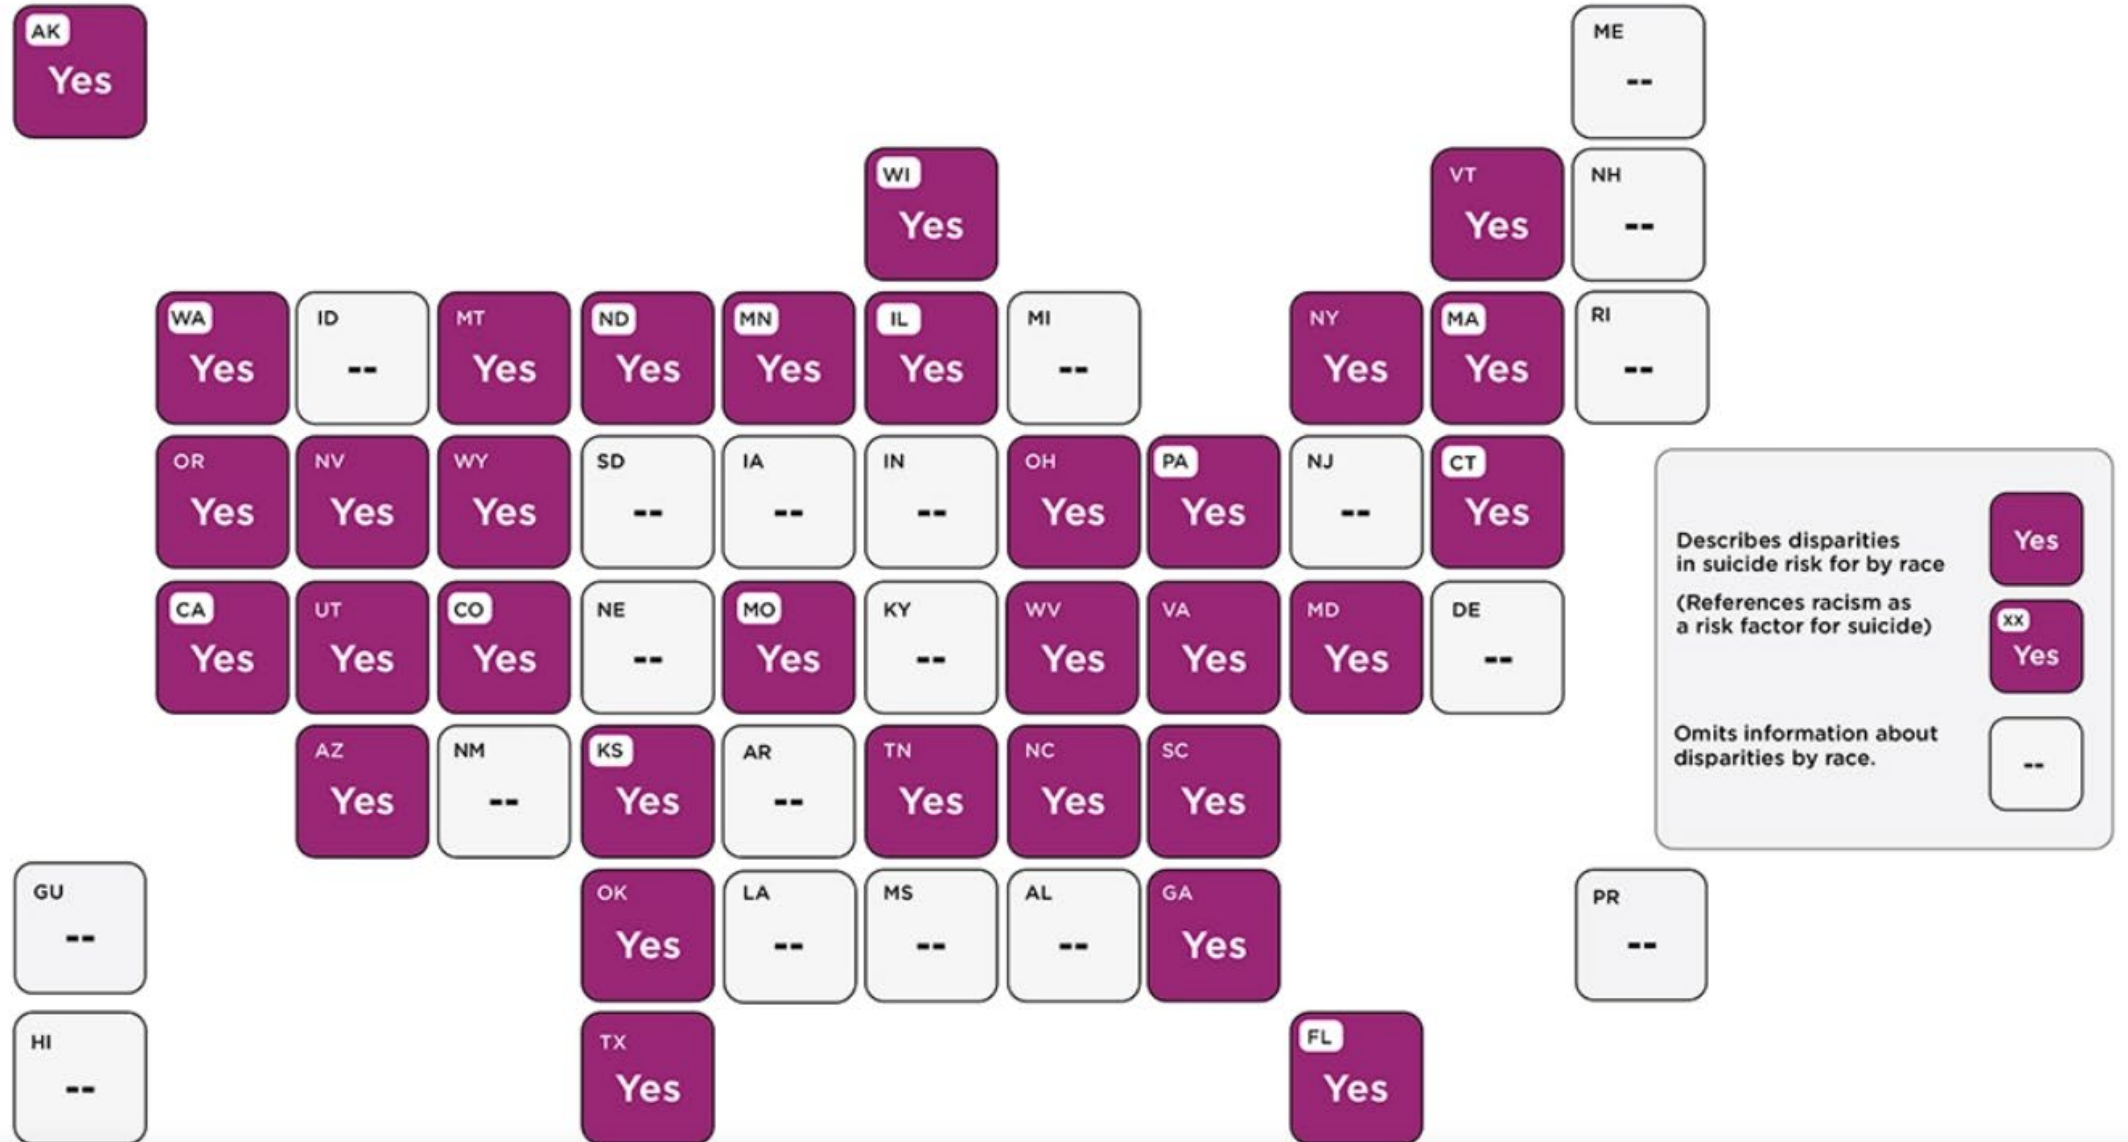 AK
Yes
ME
--
WI
Yes
VT
Yes
NH
--
WA
Yes
ID
--
MT
Yes
ND
Yes
MN
Yes
IL
Yes
MI
--
NY
Yes
MA
Yes
RI
--
OR
Yes
NV
Yes
WY
Yes
SD
--
IA
--
IN
--
OH
Yes
PA
Yes
NJ
--
CT
Yes
CA
Yes
UT
Yes
CO
Yes
NE
--
MO
Yes
KY
--
WV
Yes
VA
Yes
MD
Yes
DE
--
AZ
Yes
NM
--
KS
Yes
AR
--
TN
Yes
NC
Yes
SC
Yes
GU
--
OK
Yes
LA
--
MS
--
AL
--
GA
Yes
PR
--
HI
--
TX
Yes
FL
Yes
Describes disparities
in suicide risk for by race
Yes
(References racism as
a risk factor for suicide)
XX
Yes
Omits information about
disparities by race.
--